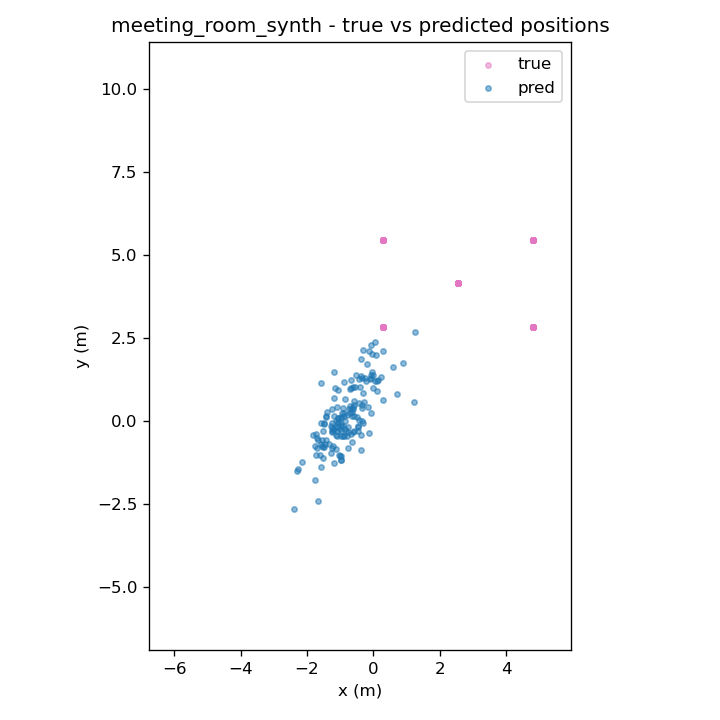 meeting_room_synth - true vs predicted positions
true
pred
10.0
7.5
5.0
2.5
0.0
−2.5
−5.0
y (m)
−6 −4 −2 0 2 4
x (m)